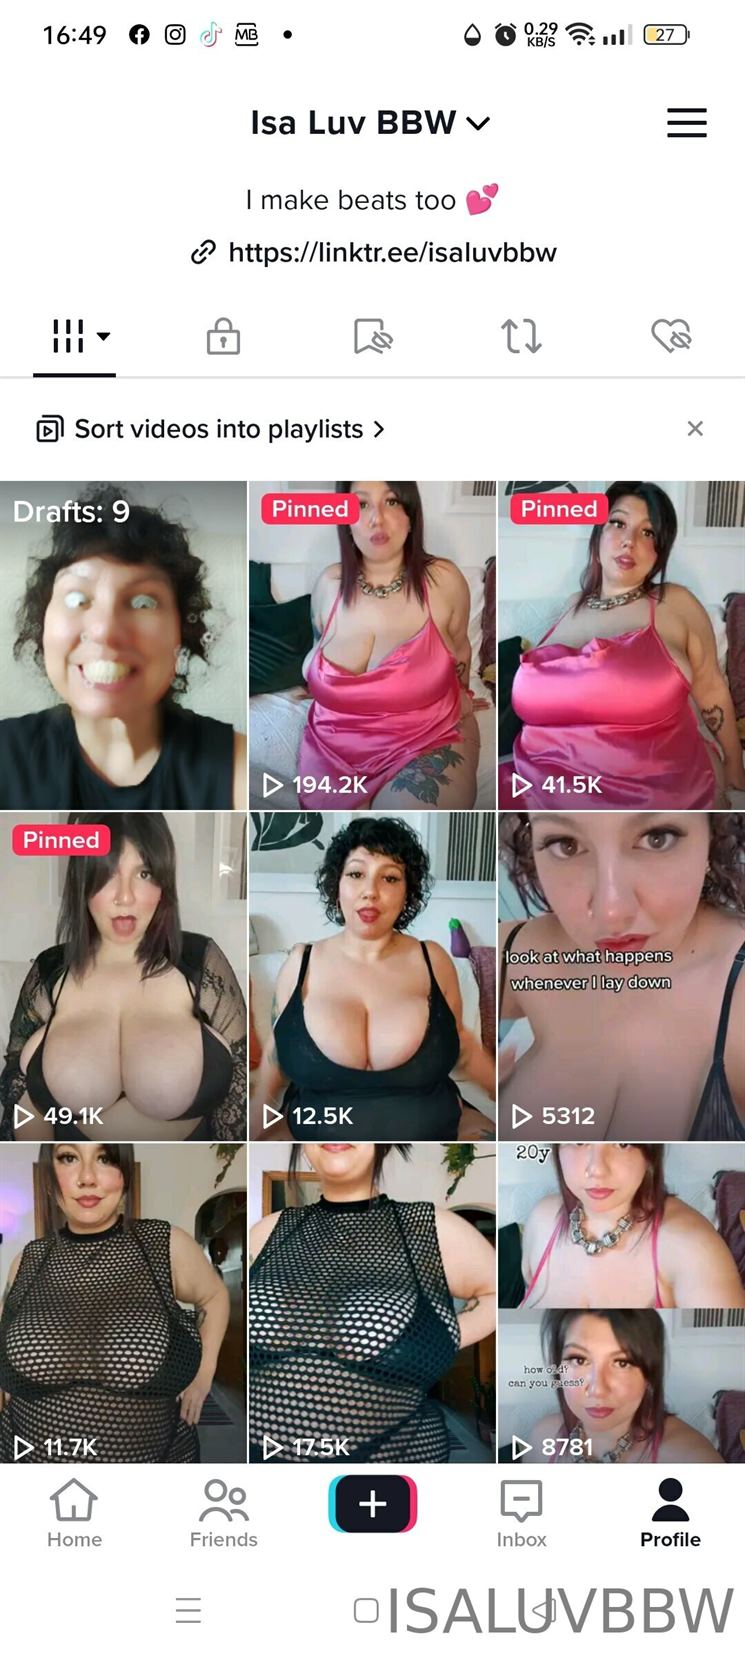 16:49
MB
0.29
KB/S
27
Isa Luv BBW
I make beats too 💕
https://linktr.ee/isaluvbbw
Sort videos into playlists
Drafts: 9
Pinned
Pinned
194.2K
41.5K
Pinned
look at what happens
whenever I lay down
49.1K
12.5K
5312
20y
how old?
can you guess?
11.7K
17.5K
8781
Home
Friends
Inbox
Profile
ISALUVBBW